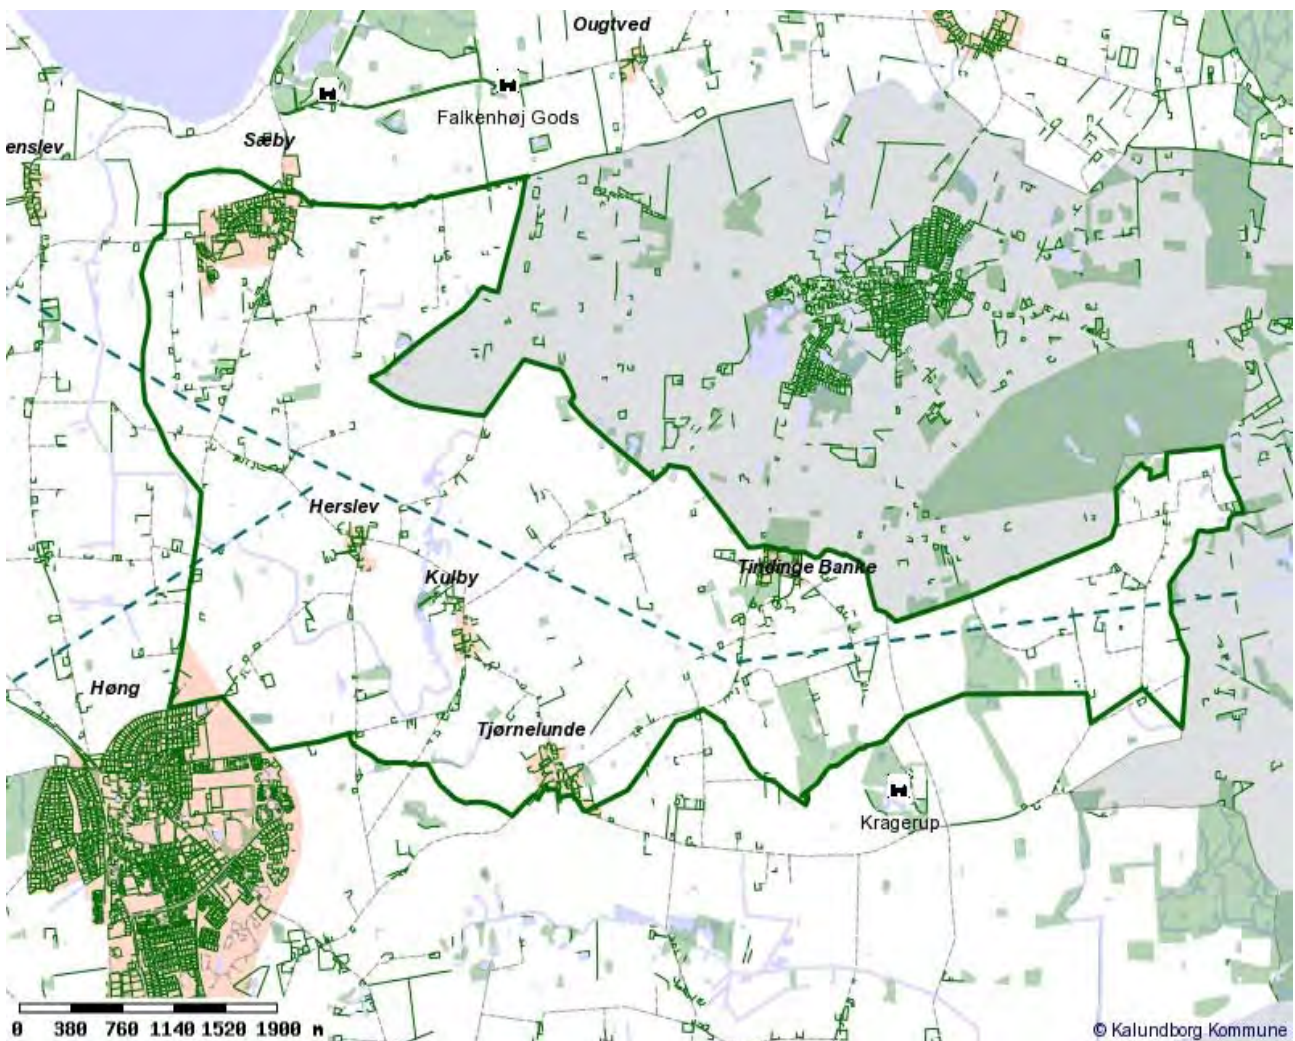 Ougtved
Falkenhøj Gods
Sæby
enslev
Herslev
Kulby
Tindinge Banke
Høng
Tjørnelunde
Kragerup
0 380 760 1140 1520 1900 m
© Kalundborg Kommune